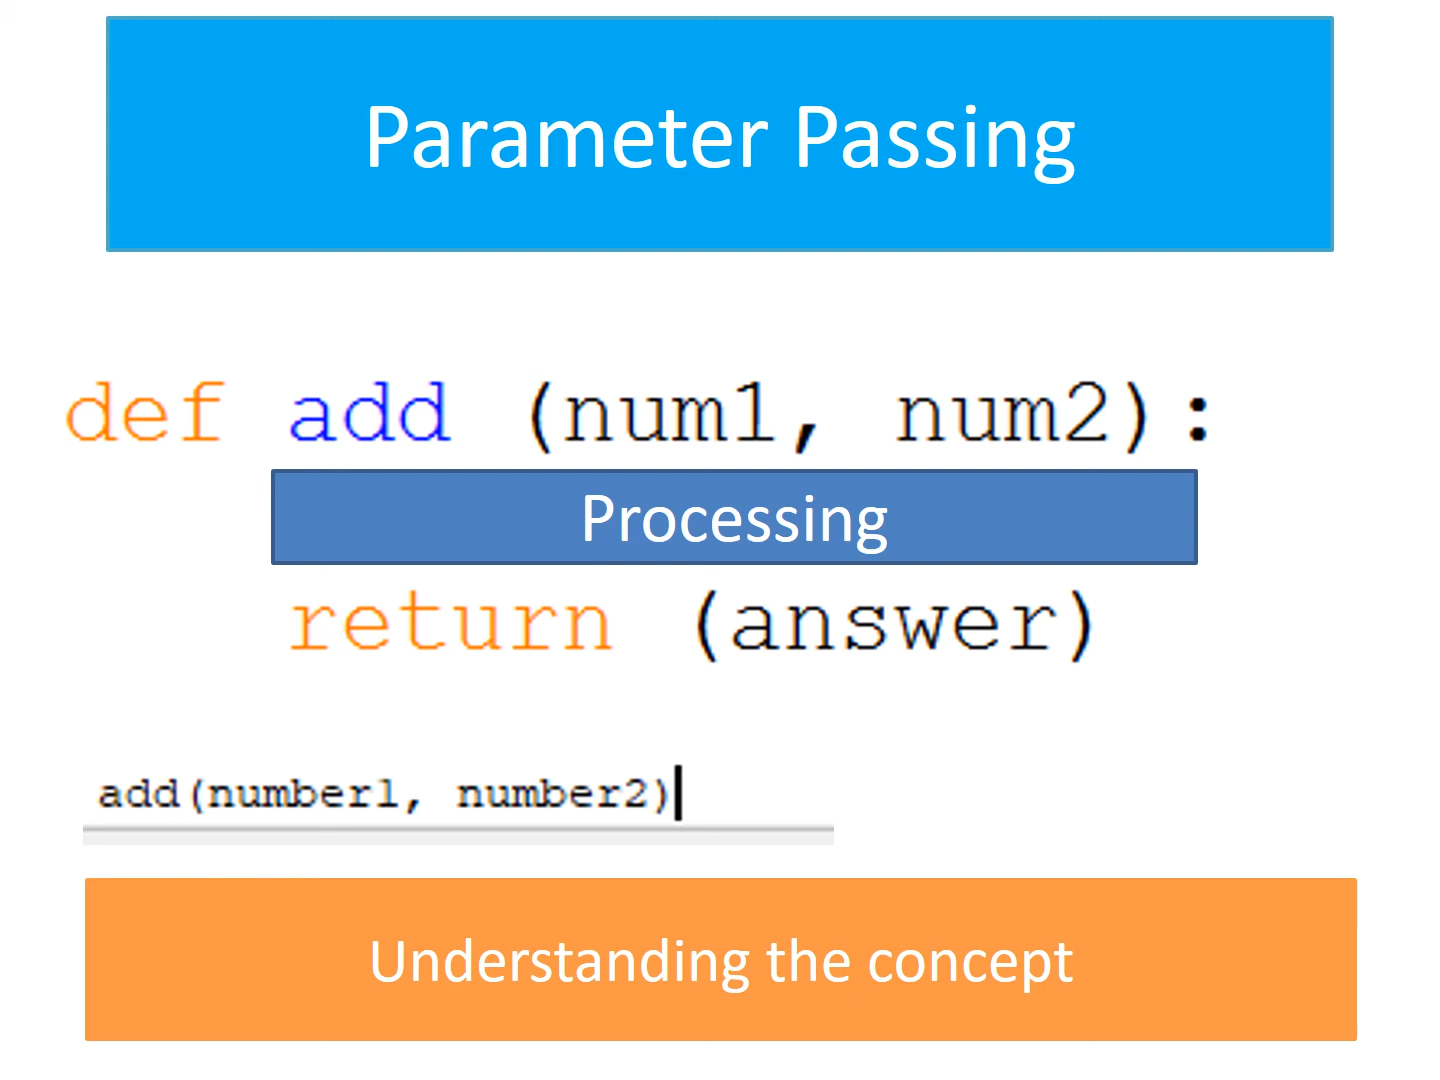 Parameter Passing
def add (num1, num2):
Processing
return (answer)
add(number1, number2)
Understanding the concept